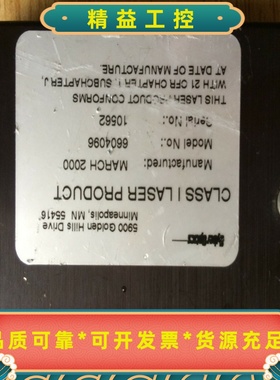 精益工控
5900 Golden Hills Drive
Minneapolis, MN 55416
CLASS I LASER PRODUCT
Manufactured: MARCH 2000
Model No.: 6604096
Serial No.: 10562
THIS LASER PRODUCT CONFORMS
WITH 21 CFR CHAPTER I, SUBCHAPTER J,
AT DATE OF MANUFACTURE
品质可靠*可开发票*货源充足